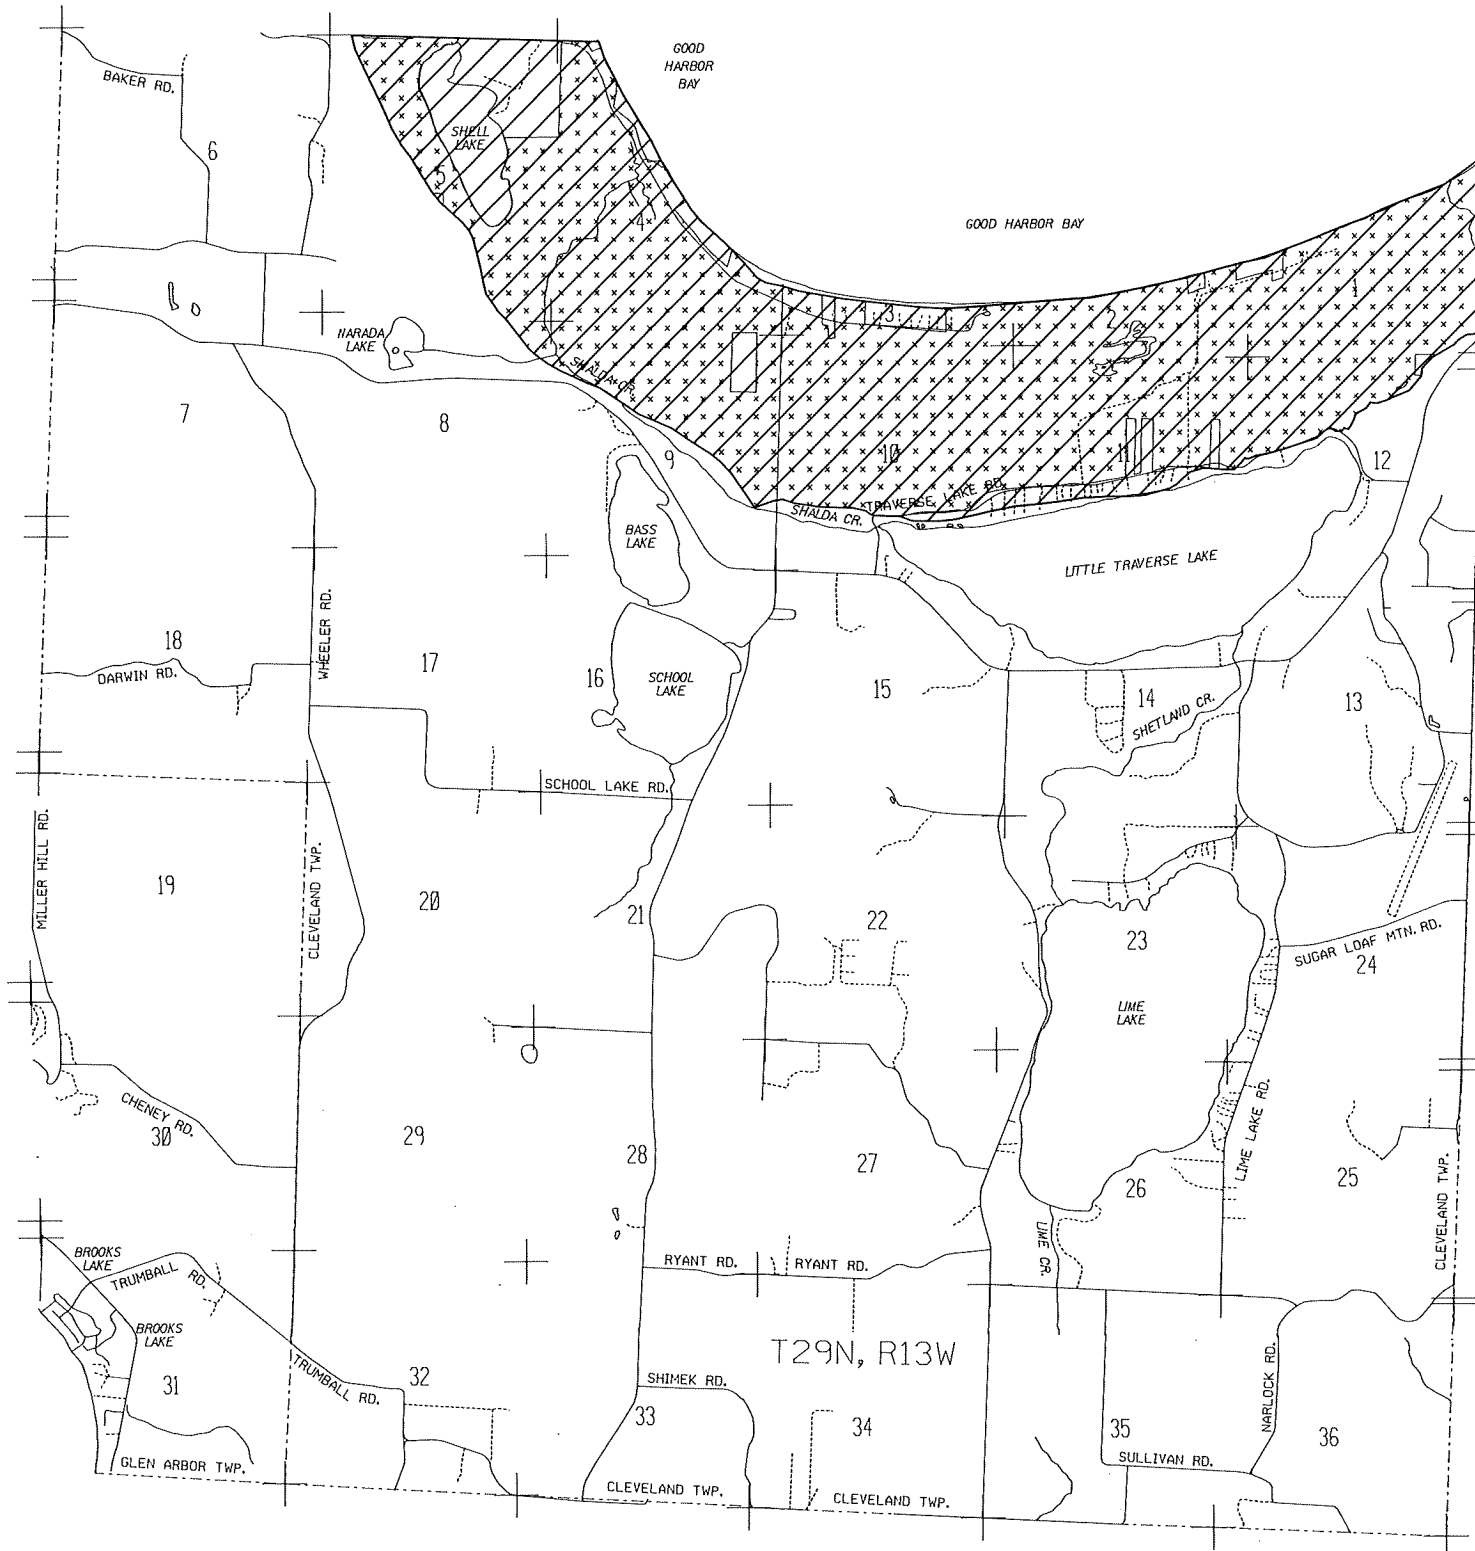 GOOD
HARBOR
BAY
BAKER RD.
SHELL
LAKE
6
5
4
GOOD HARBOR BAY
1
3
NARADA
LAKE
SHALDA CR.
7
8
9
10
11
12
TRAVERSE LAKE RD.
SHALDA CR.
BASS
LAKE
LITTLE TRAVERSE LAKE
WHEELER RD.
18
DARWIN RD.
17
16
SCHOOL
LAKE
15
14
13
SHETLAND CR.
SCHOOL LAKE RD.
MILLER HILL RD.
CLEVELAND TWP.
19
20
21
22
23
SUGAR LOAF MTN. RD.
24
LIME
LAKE
CHENEY RD.
30
29
28
27
26
25
LIME LAKE RD.
CLEVELAND TWP.
LIME CR.
BROOKS
LAKE
TRUMBALL RD.
RYANT RD.
RYANT RD.
BROOKS
LAKE
T29N, R13W
31
TRUMBALL RD.
32
SHIMEK RD.
33
34
35
NARLOCK RD.
36
SULLIVAN RD.
GLEN ARBOR TWP.
CLEVELAND TWP.
CLEVELAND TWP.